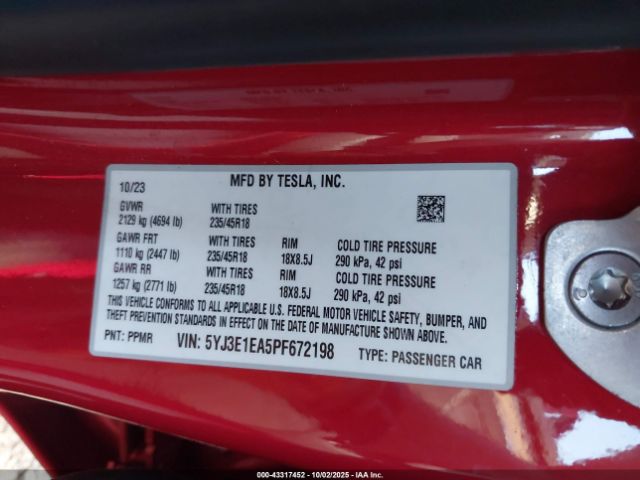 MFD BY TESLA, INC.
10/23
GVWR WITH TIRES
2129 kg (4694 lb) 235/45R18
GAWR FRT WITH TIRES RIM COLD TIRE PRESSURE
1110 kg (2447 lb) 235/45R18 18X8.5J 290 kPa, 42 psi
GAWR RR WITH TIRES RIM COLD TIRE PRESSURE
1257 kg (2771 lb) 235/45R18 18X8.5J 290 kPa, 42 psi
THIS VEHICLE CONFORMS TO ALL APPLICABLE U.S. FEDERAL MOTOR VEHICLE SAFETY, BUMPER, AND
THEFT PREVENTION STANDARDS IN EFFECT ON THE DATE OF MANUFACTURE SHOWN ABOVE.
PNT: PPMR VIN: 5YJ3E1EA5PF672198 TYPE: PASSENGER CAR
000-43317452 10/02/2025 IAA Inc.